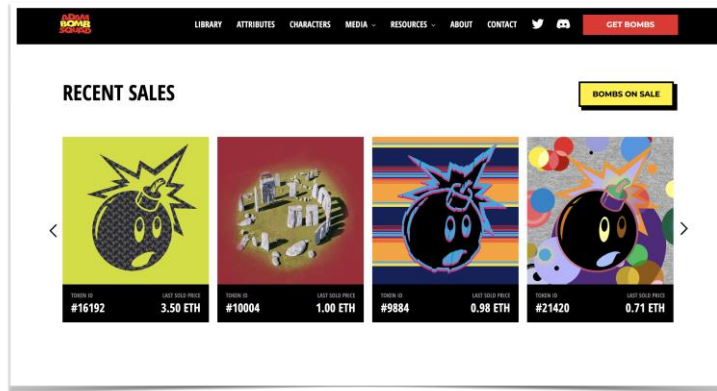 ADAM
BOMB
SQUAD
LIBRARY ATTRIBUTES CHARACTERS MEDIA RESOURCES ABOUT CONTACT GET BOMBS
RECENT SALES
BOMBS ON SALE
TOKEN ID LAST SOLD PRICE
#16192 3.50 ETH
TOKEN ID LAST SOLD PRICE
#10004 1.00 ETH
TOKEN ID LAST SOLD PRICE
#9884 0.98 ETH
TOKEN ID LAST SOLD PRICE
#21420 0.71 ETH